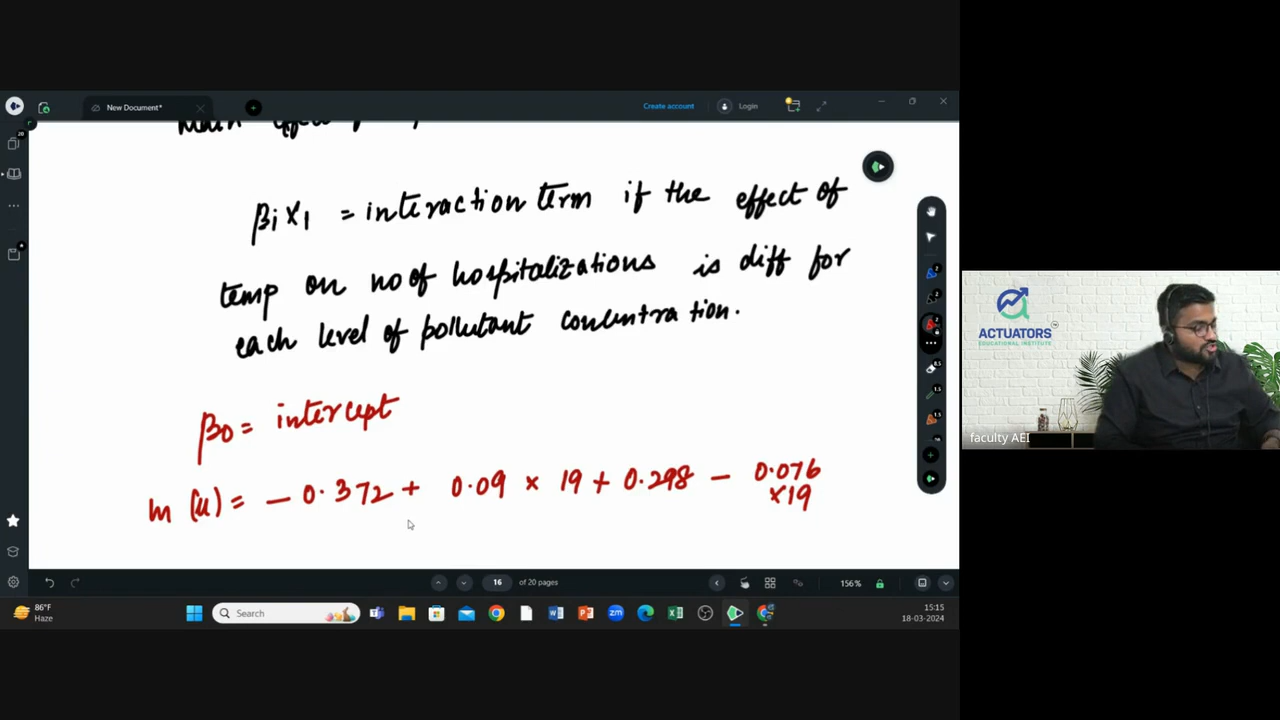 New Document*
Create account
Login
βi X1 = interaction term if the effect of
temp on no of hospitalizations is diff for
each level of pollutant concentration.
β0 = intercept
ln (μ) = - 0.372 + 0.09 × 19 + 0.298 - 0.076
×19
16 of 20 pages
156%
86°F
Haze
Search
15:15
18-03-2024
ACTUATORS
EDUCATIONAL INSTITUTE
faculty AEI